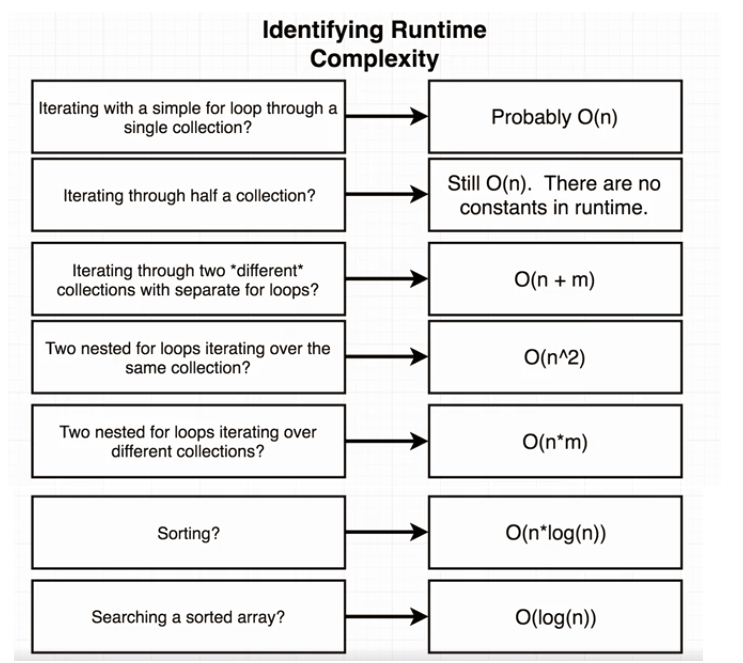 Identifying Runtime
Complexity
Iterating with a simple for loop through a
single collection?
Probably O(n)
Iterating through half a collection?
Still O(n). There are no
constants in runtime.
Iterating through two *different*
collections with separate for loops?
O(n + m)
Two nested for loops iterating over the
same collection?
O(n^2)
Two nested for loops iterating over
different collections?
O(n*m)
Sorting?
O(n*log(n))
Searching a sorted array?
O(log(n))